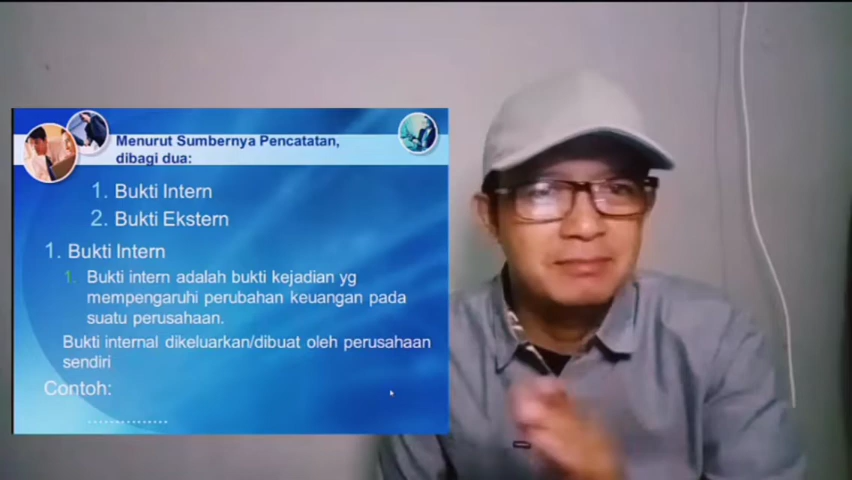 Menurut Sumbernya Pencatatan,
dibagi dua:
1. Bukti Intern
2. Bukti Ekstern
1. Bukti Intern
1. Bukti intern adalah bukti kejadian yg
mempengaruhi perubahan keuangan pada
suatu perusahaan.
Bukti internal dikeluarkan/dibuat oleh perusahaan
sendiri
Contoh:
..................